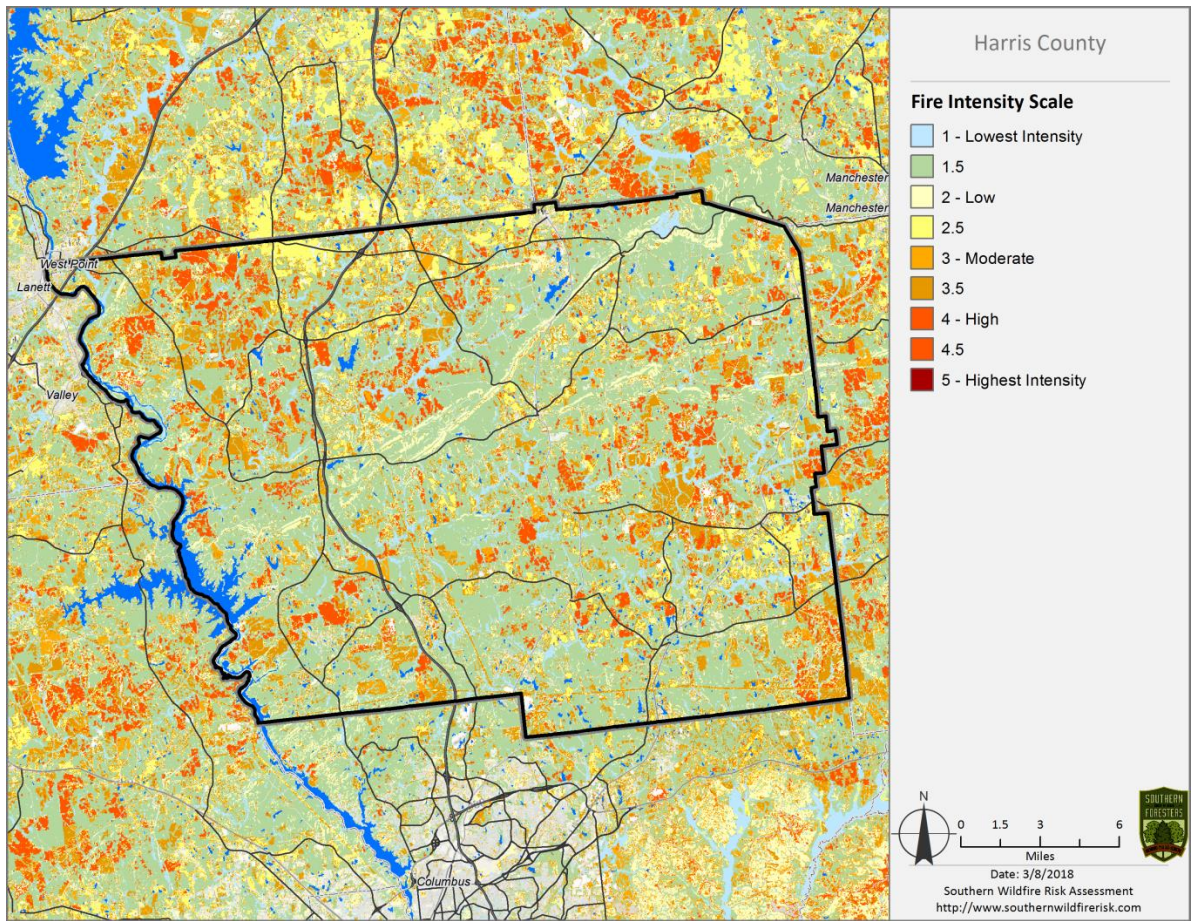 Harris County
Fire Intensity Scale
1 - Lowest Intensity
1.5
2 - Low
2.5
3 - Moderate
3.5
4 - High
4.5
5 - Highest Intensity
Manchester
Manchester
West Point
Lanett
Valley
Columbus
N
0 1.5 3 6
Miles
SOUTHERN
FORESTERS
Date: 3/8/2018
Southern Wildfire Risk Assessment
http://www.southernwildfirerisk.com